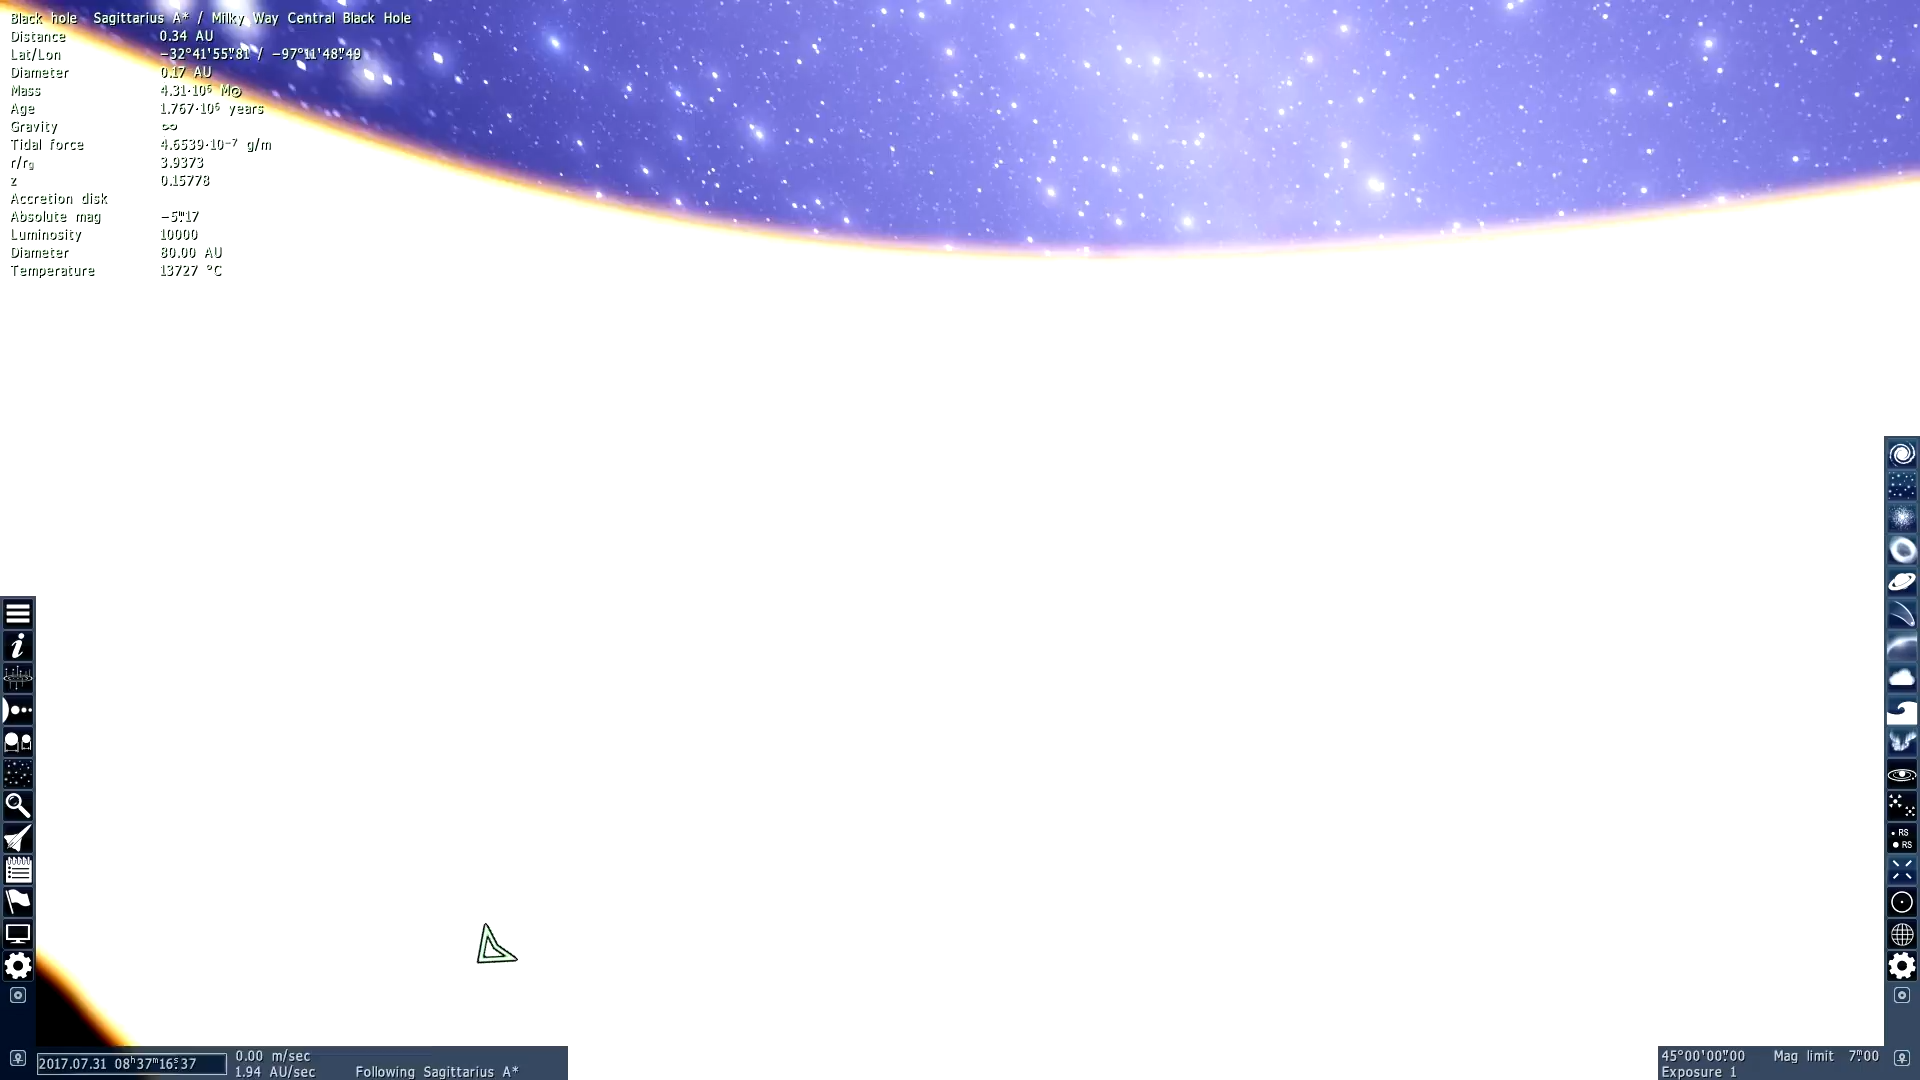 Black hole Sagittarius A* / Milky Way Central Black Hole
Distance 0.34 AU
Lat/Lon −32°41'55"81 / −97°11'48"49
Diameter 0.17 AU
Mass 4.31·10⁶ M☉
Age 1.767·10⁶ years
Gravity ∞
Tidal force 4.6539·10⁻⁷ g/m
r/rg 3.9373
z 0.15778
Accretion disk
Absolute mag −5ᵐ17
Luminosity 10000
Diameter 80.00 AU
Temperature 13727 °C
RS
RS
2017.07.31 08ʰ37ᵐ16ˢ37
0.00 m/sec
1.94 AU/sec Following Sagittarius A*
45°00'00"00 Mag limit 7ᵐ00
Exposure 1